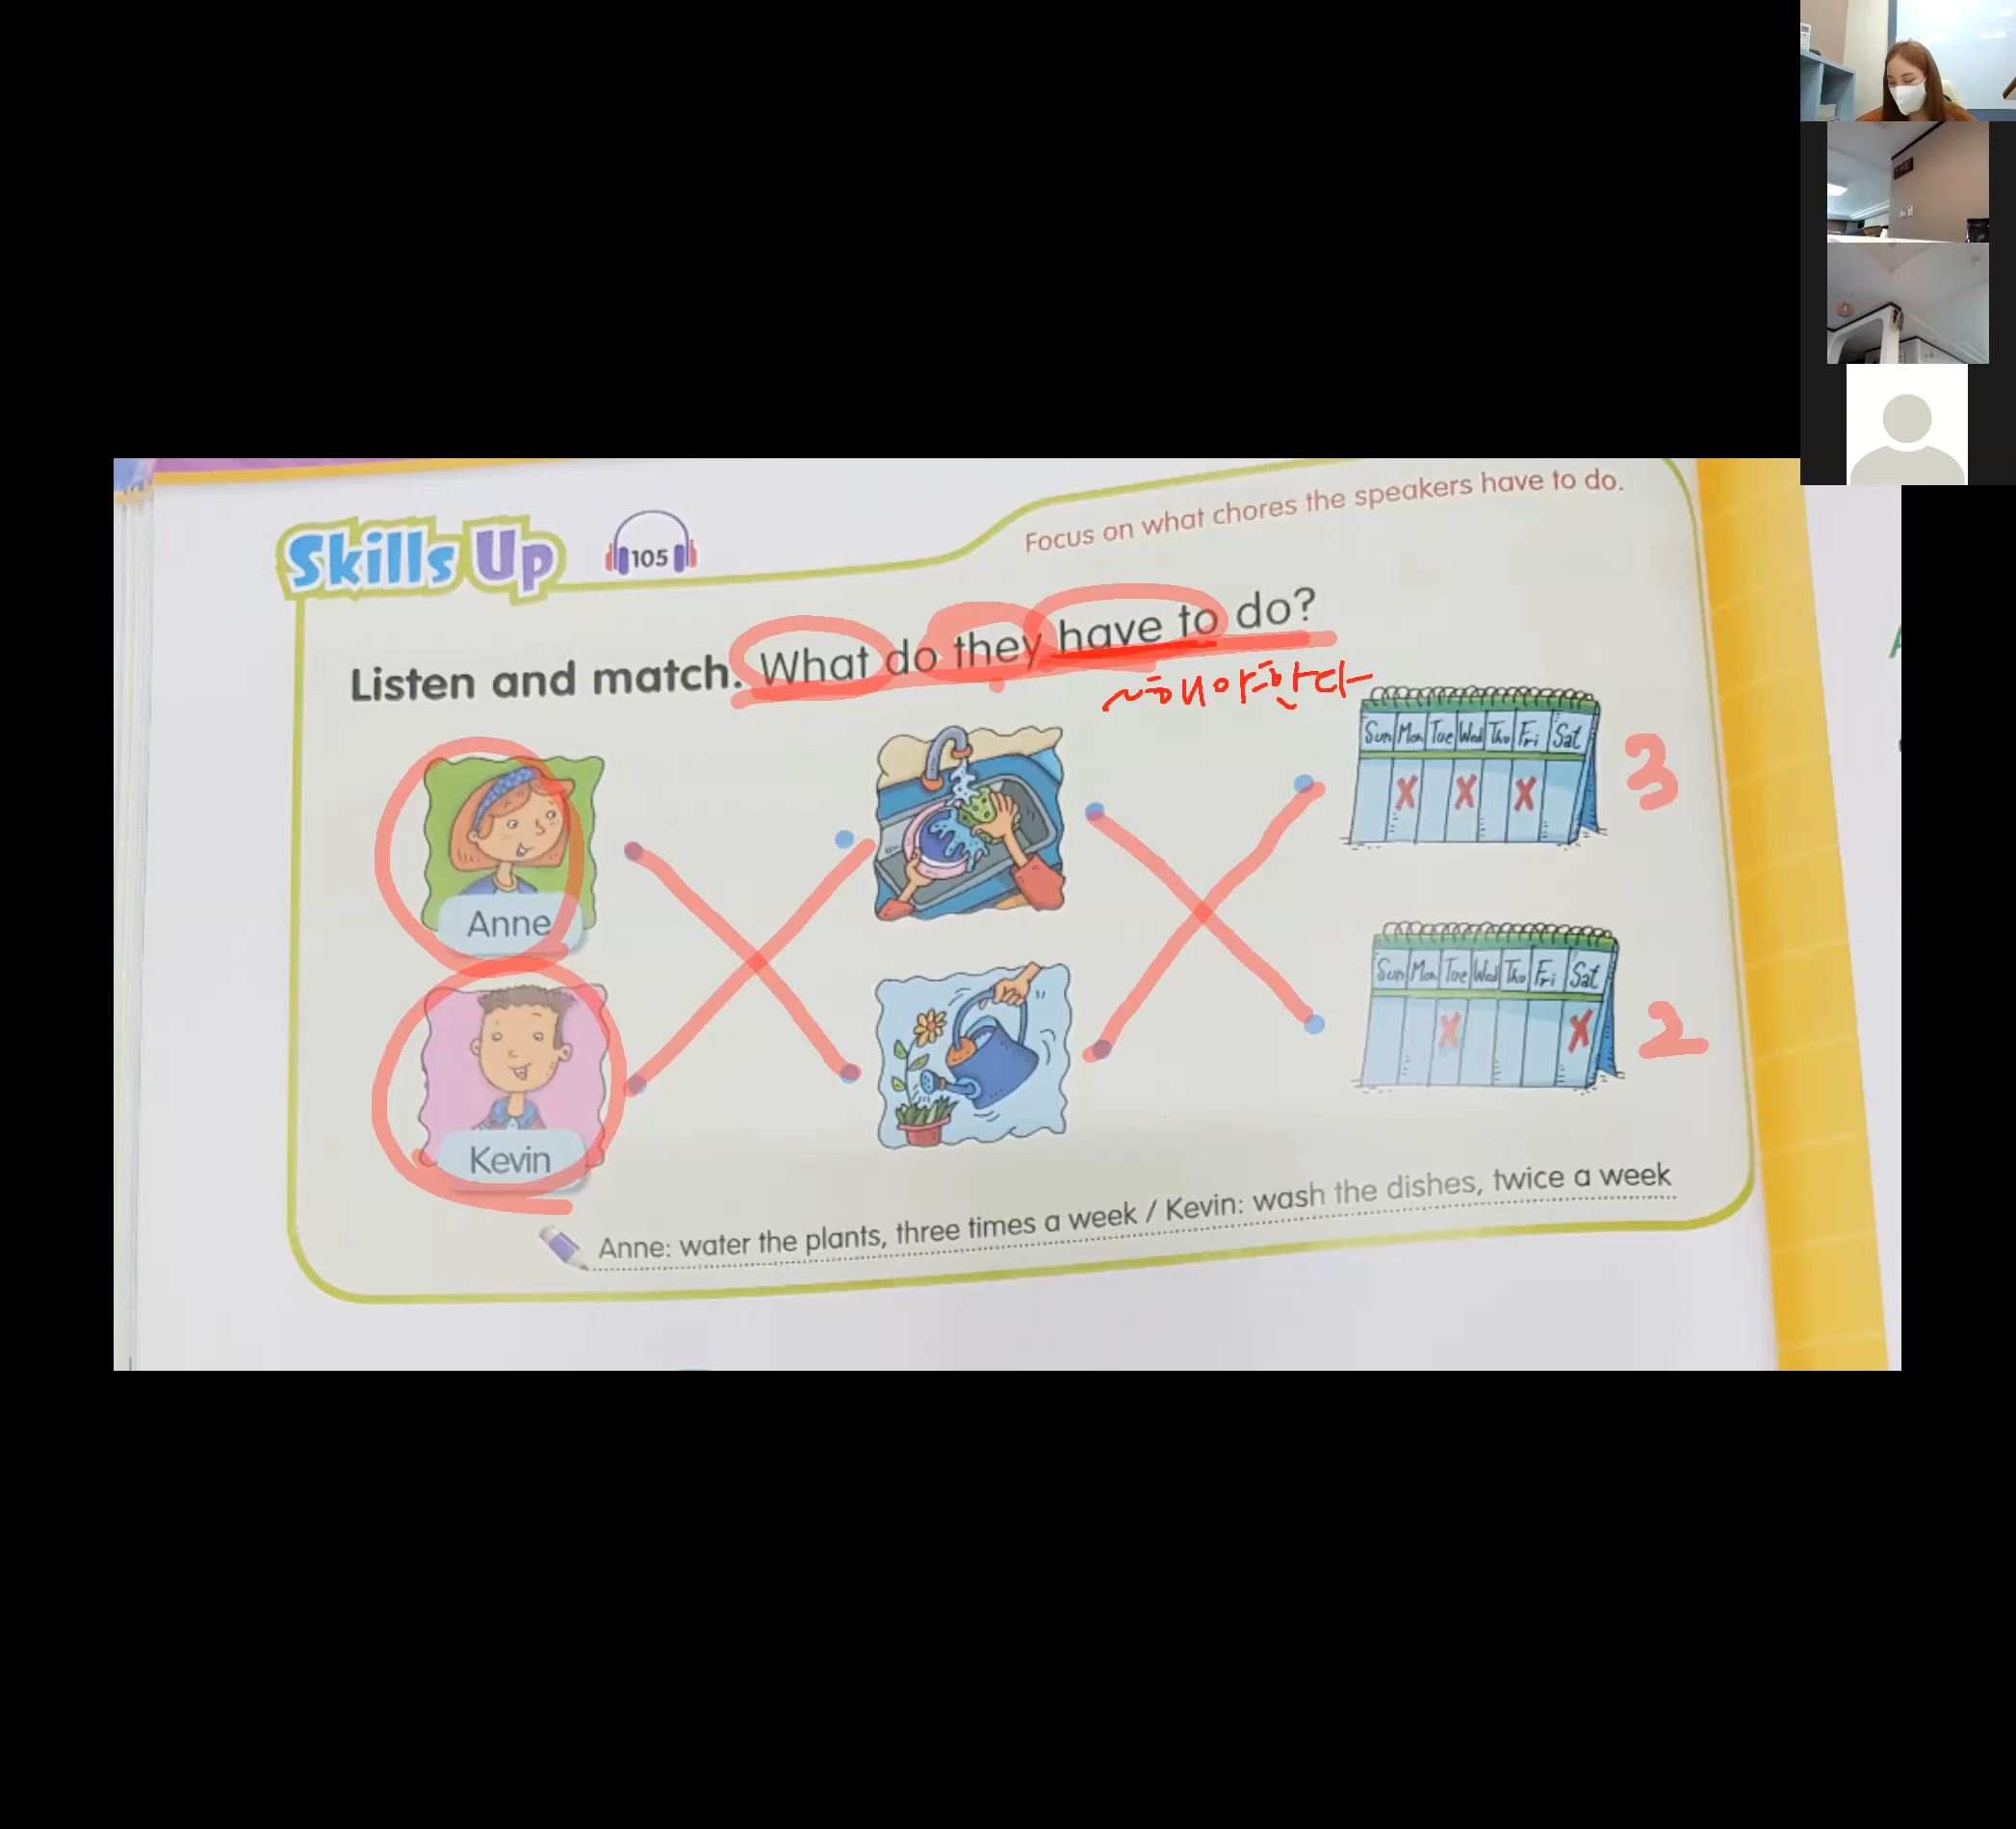 Skills Up
105
Focus on what chores the speakers have to do.
Listen and match. What do they have to do?
~해야한다
Sun Mon Tue Wed Thu Fri Sat
X X X
3
Anne
Sun Mon Tue Wed Thu Fri Sat
X X
2
Kevin
Anne: water the plants, three times a week / Kevin: wash the dishes, twice a week